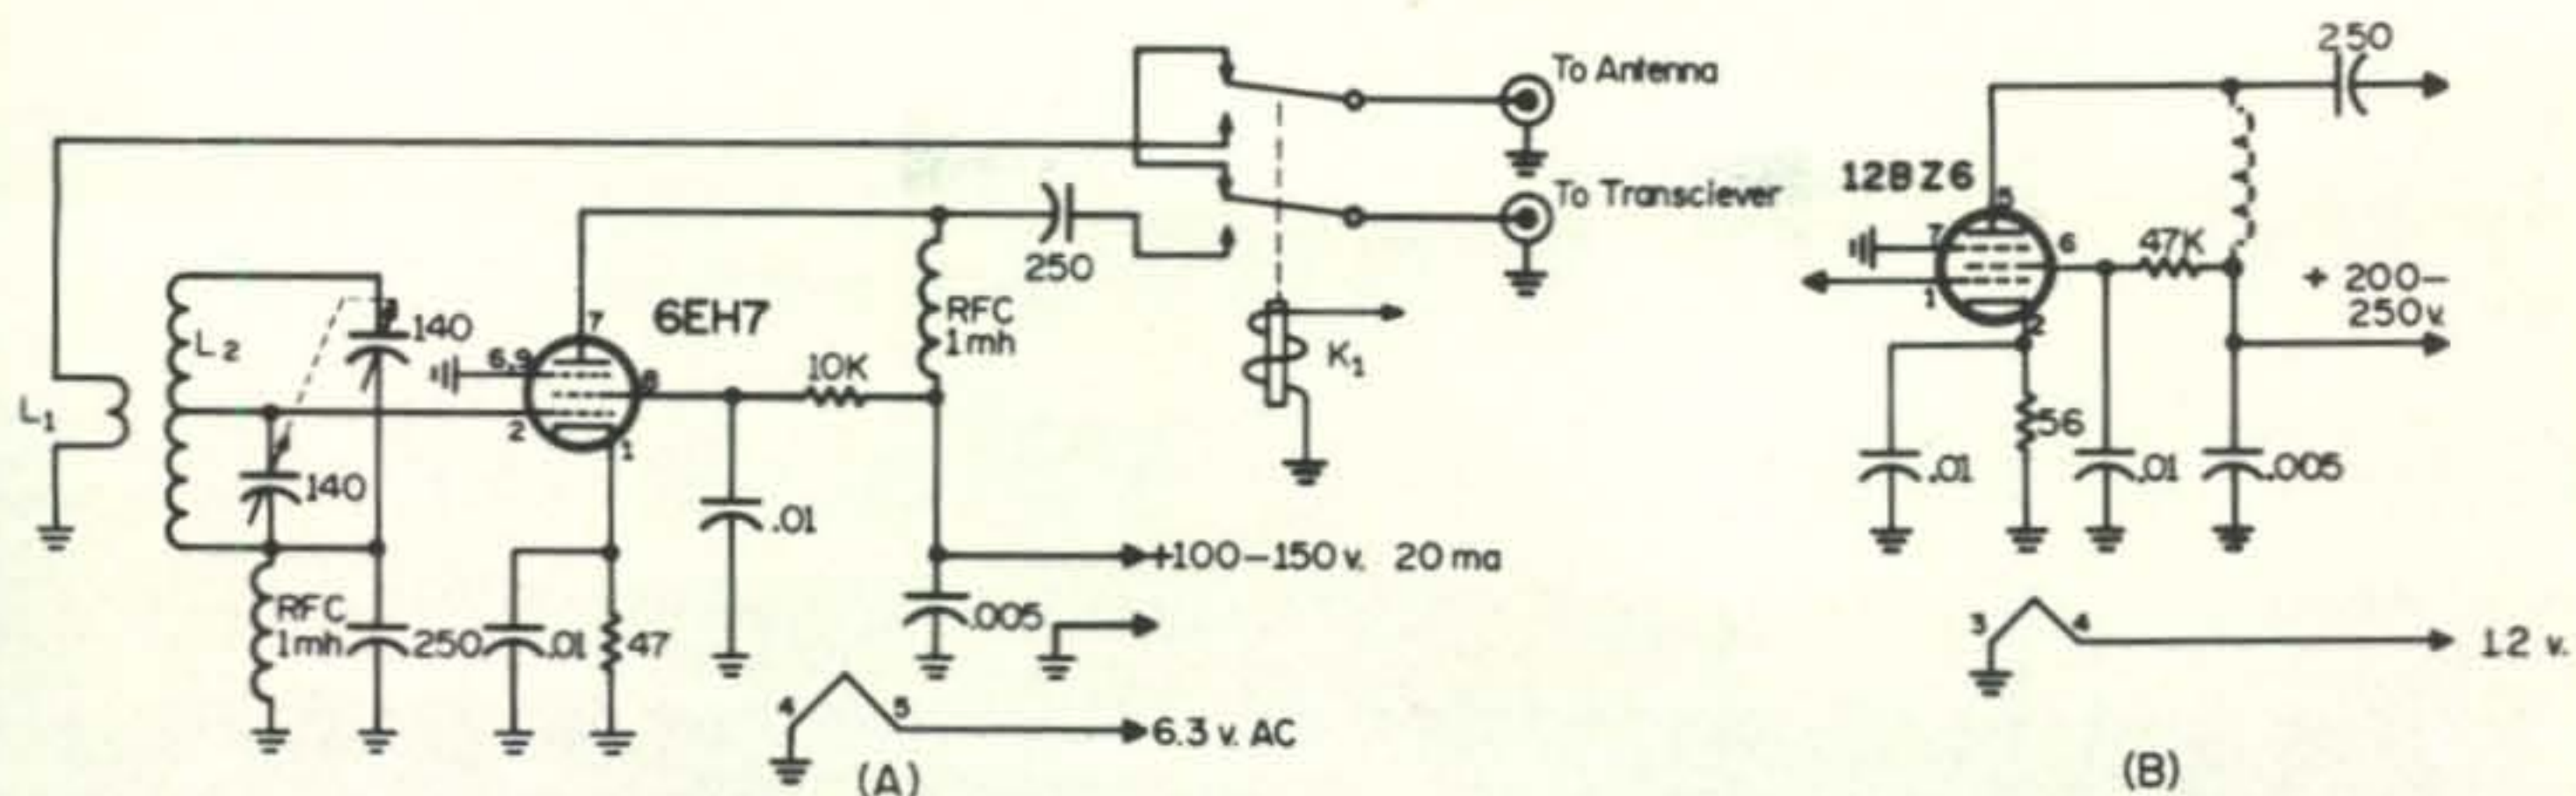 250
To Antenna
To Transciever
12BZ6
5
7
6
47K
1
2
+ 200-
250v.
250
6EH7
7
RFC
1mh
K1
140
L2
6,9
8
10K
L1
2
1
140
56
.01
.01
.005
.01
+100-150 v. 20 ma
RFC
1mh
250
.01
47
.005
3
4
12 v.
4
5
6.3 v. AC
(A)
(B)